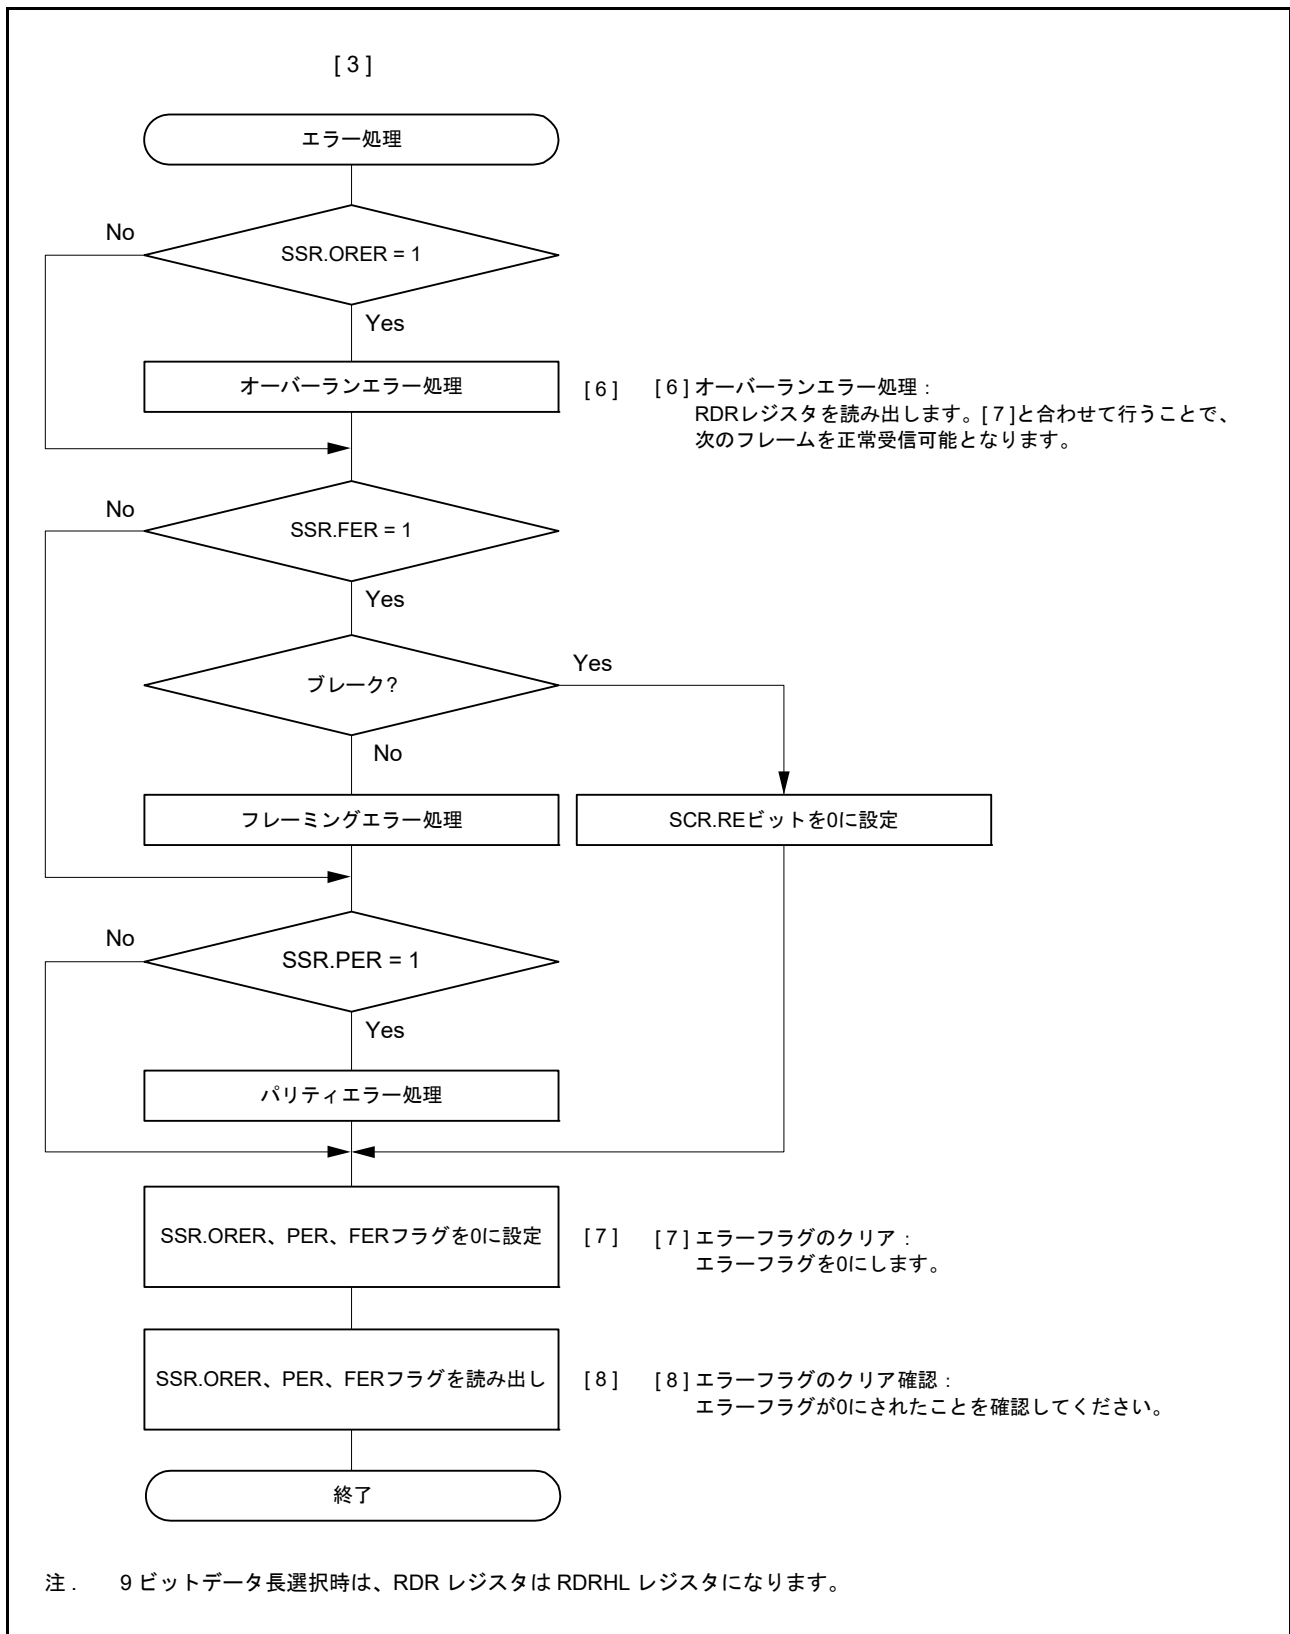 [ 3 ]
エラー処理
No
SSR.ORER = 1
Yes
オーバーランエラー処理
[ 6 ]
[ 6 ] オーバーランエラー処理：
RDRレジスタを読み出します。[ 7 ]と合わせて行うことで、
次のフレームを正常受信可能となります。
No
SSR.FER = 1
Yes
ブレーク?
Yes
No
フレーミングエラー処理
SCR.REビットを0に設定
No
SSR.PER = 1
Yes
パリティエラー処理
SSR.ORER、PER、FERフラグを0に設定
[ 7 ]
[ 7 ] エラーフラグのクリア：
エラーフラグを0にします。
SSR.ORER、PER、FERフラグを読み出し
[ 8 ]
[ 8 ] エラーフラグのクリア確認：
エラーフラグが0にされたことを確認してください。
終了
注． 9 ビットデータ長選択時は、RDR レジスタは RDRHL レジスタになります。